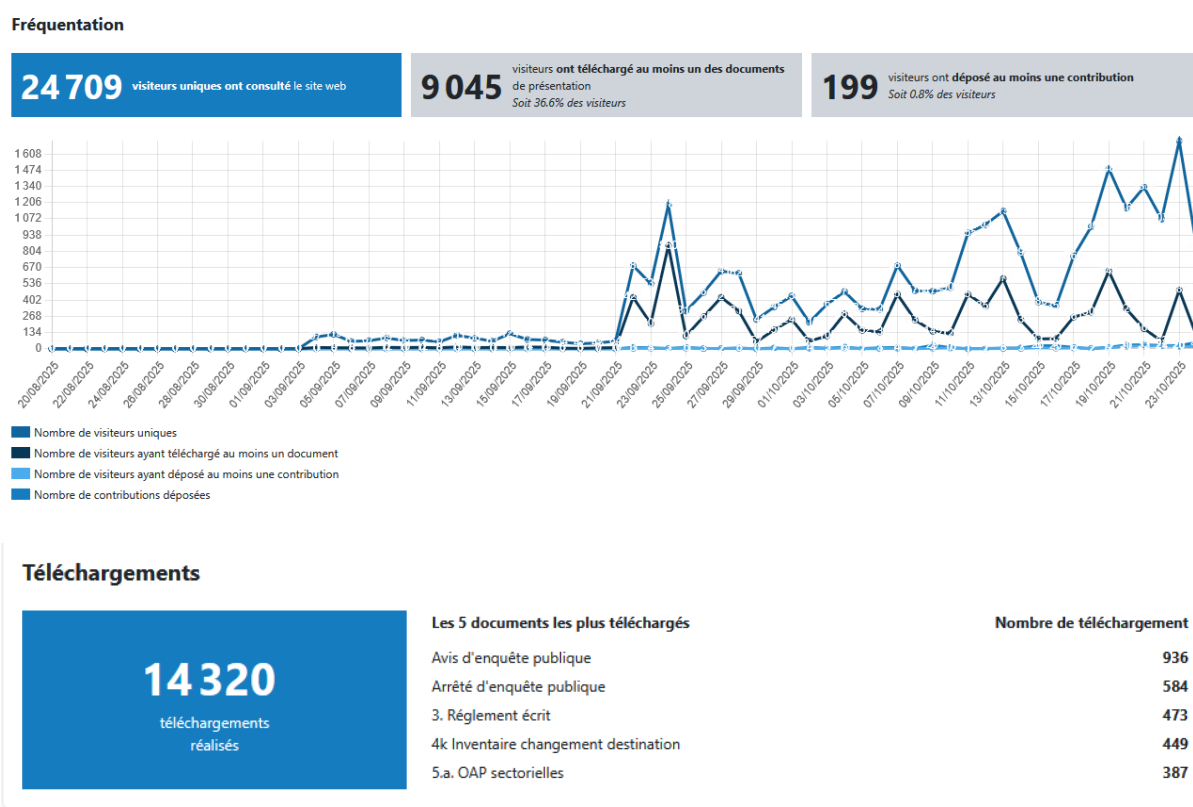 Fréquentation
24 709 visiteurs uniques ont consulté le site web
9 045 visiteurs ont téléchargé au moins un des documents
de présentation
Soit 36.6% des visiteurs
199 visiteurs ont déposé au moins une contribution
Soit 0.8% des visiteurs
1 608
1 474
1 340
1 206
1 072
938
804
670
536
402
268
134
0
20/08/2025
22/08/2025
24/08/2025
26/08/2025
28/08/2025
30/08/2025
01/09/2025
03/09/2025
05/09/2025
07/09/2025
09/09/2025
11/09/2025
13/09/2025
15/09/2025
17/09/2025
19/09/2025
21/09/2025
23/09/2025
25/09/2025
27/09/2025
29/09/2025
01/10/2025
03/10/2025
05/10/2025
07/10/2025
09/10/2025
11/10/2025
13/10/2025
15/10/2025
17/10/2025
19/10/2025
21/10/2025
23/10/2025
Nombre de visiteurs uniques
Nombre de visiteurs ayant téléchargé au moins un document
Nombre de visiteurs ayant déposé au moins une contribution
Nombre de contributions déposées
Téléchargements
14 320
téléchargements
réalisés
Les 5 documents les plus téléchargés Nombre de téléchargement
Avis d'enquête publique 936
Arrêté d'enquête publique 584
3. Réglement écrit 473
4k Inventaire changement destination 449
5.a. OAP sectorielles 387